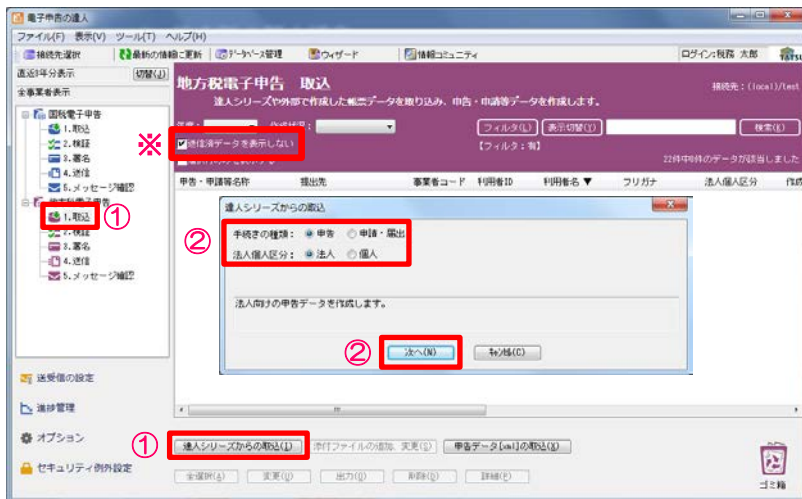 電子申告の達人
ファイル(F) 表示(V) ツール(T) ヘルプ(H)
接続先選択 最新の情報に更新 データベース管理 ウィザード 情報コミュニティ ログイン:税務 太郎
直近1年分表示 切替(J)
全事業者表示
国税電子申告
1.取込
2.検証
3.署名
4.送信
5.メッセージ確認
1.取込
①
2.検証
3.署名
4.送信
5.メッセージ確認
送受信の設定
進捗管理
オプション
セキュリティ例外設定
地方税電子申告 取込
接続先:(local)/test
達人シリーズや外部で作成した帳票データを取り込み、申告・申請等データを作成します。
フィルタ(L) 表示切替(Y) 検索(K)
※
送信済データを表示しない
【フィルタ:有】
22件中0件のデータが該当しました
申告・申請等名称 提出先 事業者コード 利用者ID 利用者名 ▼ フリガナ 法人個人区分
達人シリーズからの取込
②
手続きの種類: 申告 申請・届出
法人個人区分: 法人 個人
法人向けの申告データを作成します。
②
次へ(N) キャンセル(C)
①
達人シリーズからの取込(I) 添付ファイルの追加、変更(D) 申告データ[xml]の取込(X)
全選択(A) 変更(U) 出力(O) 削除(D) 詳細(P)
ゴミ箱